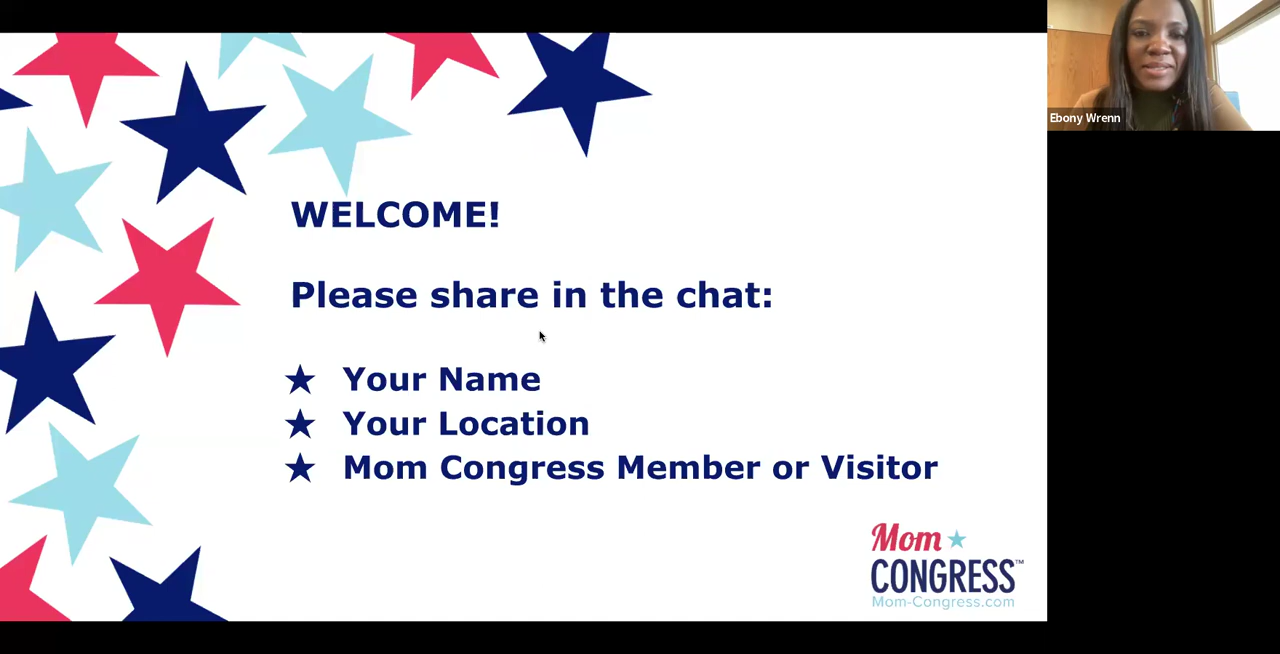 WELCOME!
Please share in the chat:
★ Your Name
★ Your Location
★ Mom Congress Member or Visitor
Mom
CONGRESS™
Mom-Congress.com
Ebony Wrenn